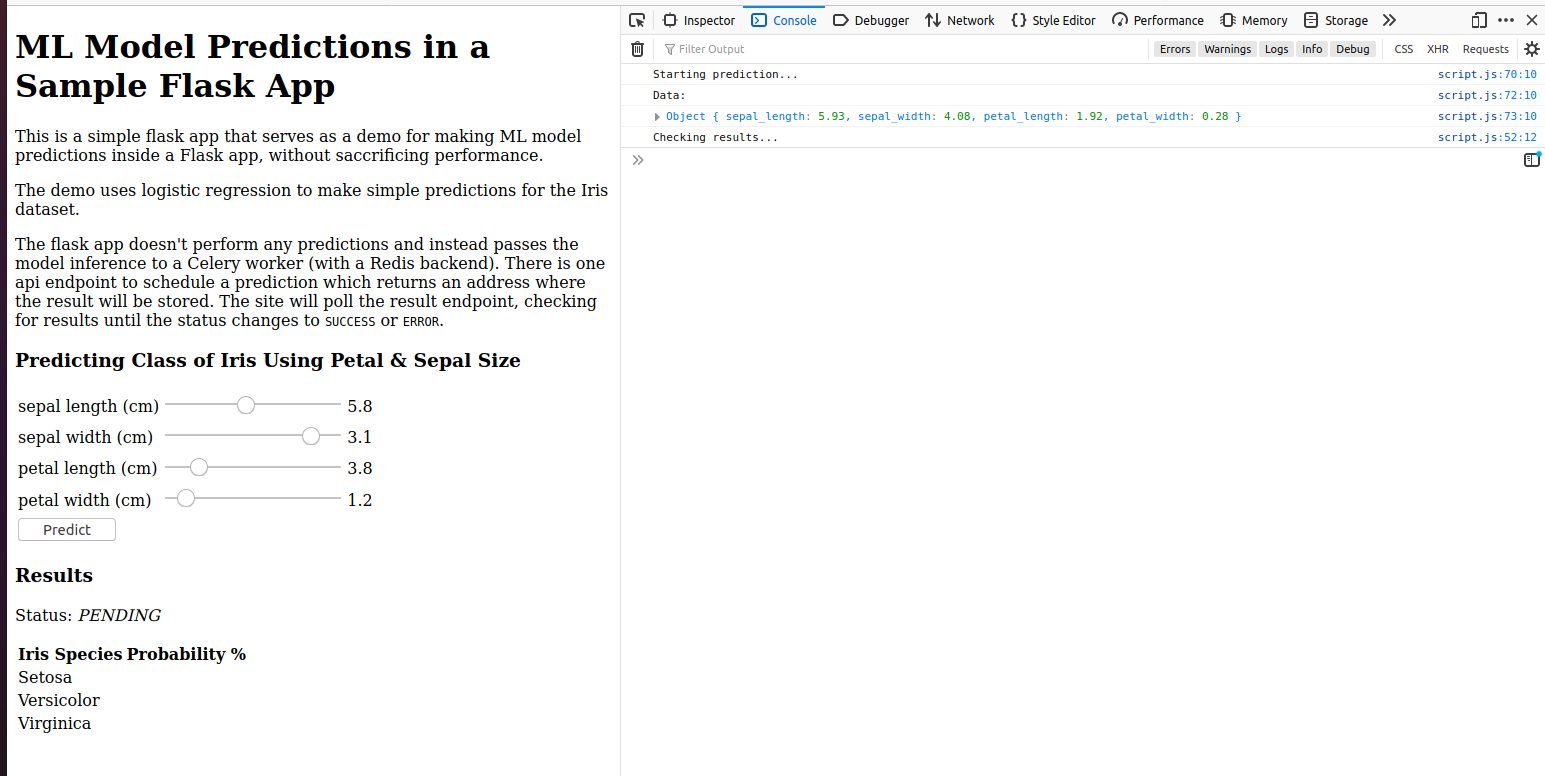 ML Model Predictions in a
Sample Flask App
This is a simple flask app that serves as a demo for making ML model
predictions inside a Flask app, without saccrificing performance.
The demo uses logistic regression to make simple predictions for the Iris
dataset.
The flask app doesn't perform any predictions and instead passes the
model inference to a Celery worker (with a Redis backend). There is one
api endpoint to schedule a prediction which returns an address where
the result will be stored. The site will poll the result endpoint, checking
for results until the status changes to SUCCESS or ERROR.
Predicting Class of Iris Using Petal & Sepal Size
sepal length (cm) 5.8
sepal width (cm) 3.1
petal length (cm) 3.8
petal width (cm) 1.2
Predict
Results
Status: PENDING
Iris Species Probability %
Setosa
Versicolor
Virginica
Inspector Console Debugger Network Style Editor Performance Memory Storage
Filter Output Errors Warnings Logs Info Debug CSS XHR Requests
Starting prediction... script.js:70:10
Data: script.js:72:10
Object { sepal_length: 5.93, sepal_width: 4.08, petal_length: 1.92, petal_width: 0.28 } script.js:73:10
Checking results... script.js:52:12